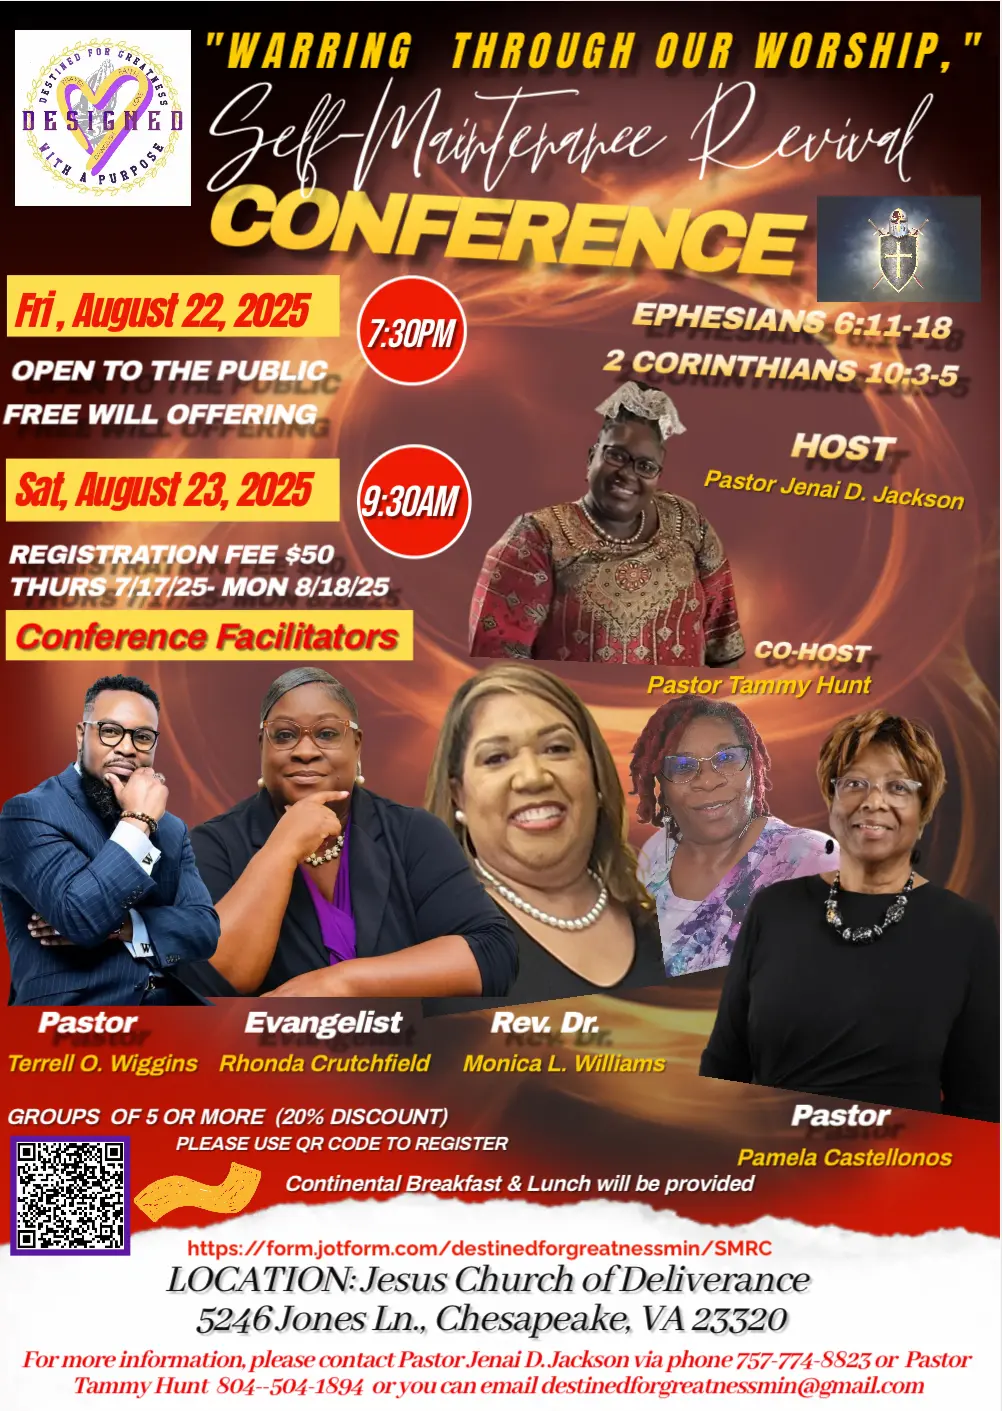 "WARRING THROUGH OUR WORSHIP,"
DESTINED FOR GREATNESS
DESIGNED
WITH A PURPOSE
Self-Maintenance Revival
CONFERENCE
Fri , August 22, 2025
7:30PM
EPHESIANS 6:11-18
2 CORINTHIANS 10:3-5
OPEN TO THE PUBLIC
FREE WILL OFFERING
HOST
Pastor Jenai D. Jackson
Sat, August 23, 2025
9:30AM
REGISTRATION FEE $50
THURS 7/17/25- MON 8/18/25
Conference Facilitators
CO-HOST
Pastor Tammy Hunt
Pastor
Terrell O. Wiggins
Evangelist
Rhonda Crutchfield
Rev. Dr.
Monica L. Williams
Pastor
Pamela Castellonos
GROUPS OF 5 OR MORE (20% DISCOUNT)
PLEASE USE QR CODE TO REGISTER
Continental Breakfast & Lunch will be provided
https://form.jotform.com/destinedforgreatnessmin/SMRC
LOCATION: Jesus Church of Deliverance
5246 Jones Ln., Chesapeake, VA 23320
For more information, please contact Pastor Jenai D. Jackson via phone 757-774-8823 or Pastor
Tammy Hunt 804--504-1894 or you can email destinedforgreatnessmin@gmail.com